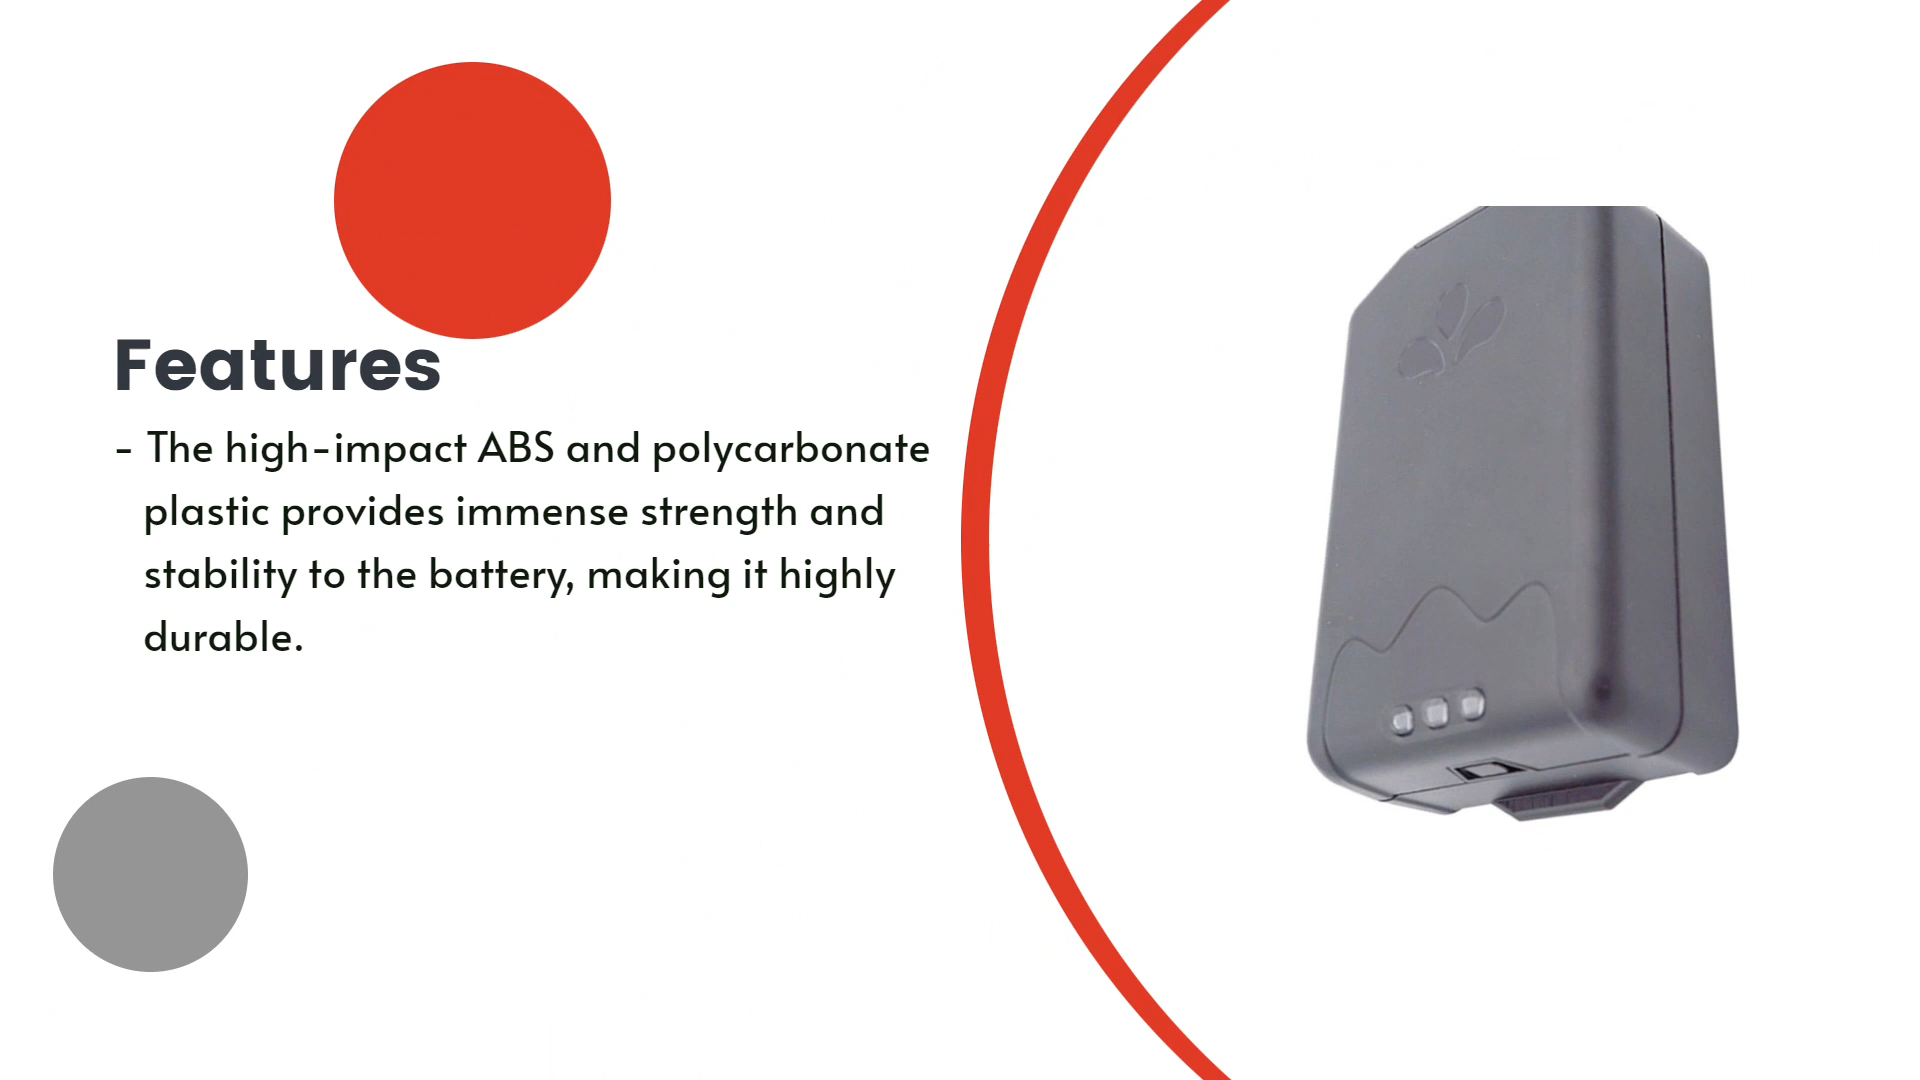 Features
- The high-impact ABS and polycarbonate
plastic provides immense strength and
stability to the battery, making it highly
durable.